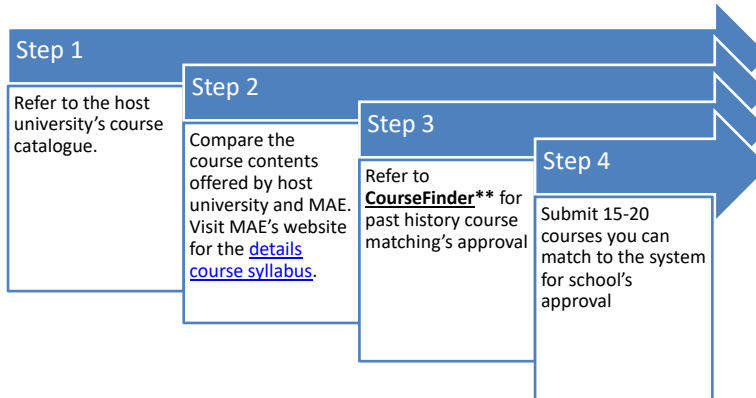 Step 1
Refer to the host
university’s course
catalogue.
Step 2
Compare the
course contents
offered by host
university and MAE.
Visit MAE’s website
for the details
course syllabus.
Step 3
Refer to
CourseFinder** for
past history course
matching’s approval
Step 4
Submit 15-20
courses you can
match to the system
for school’s
approval